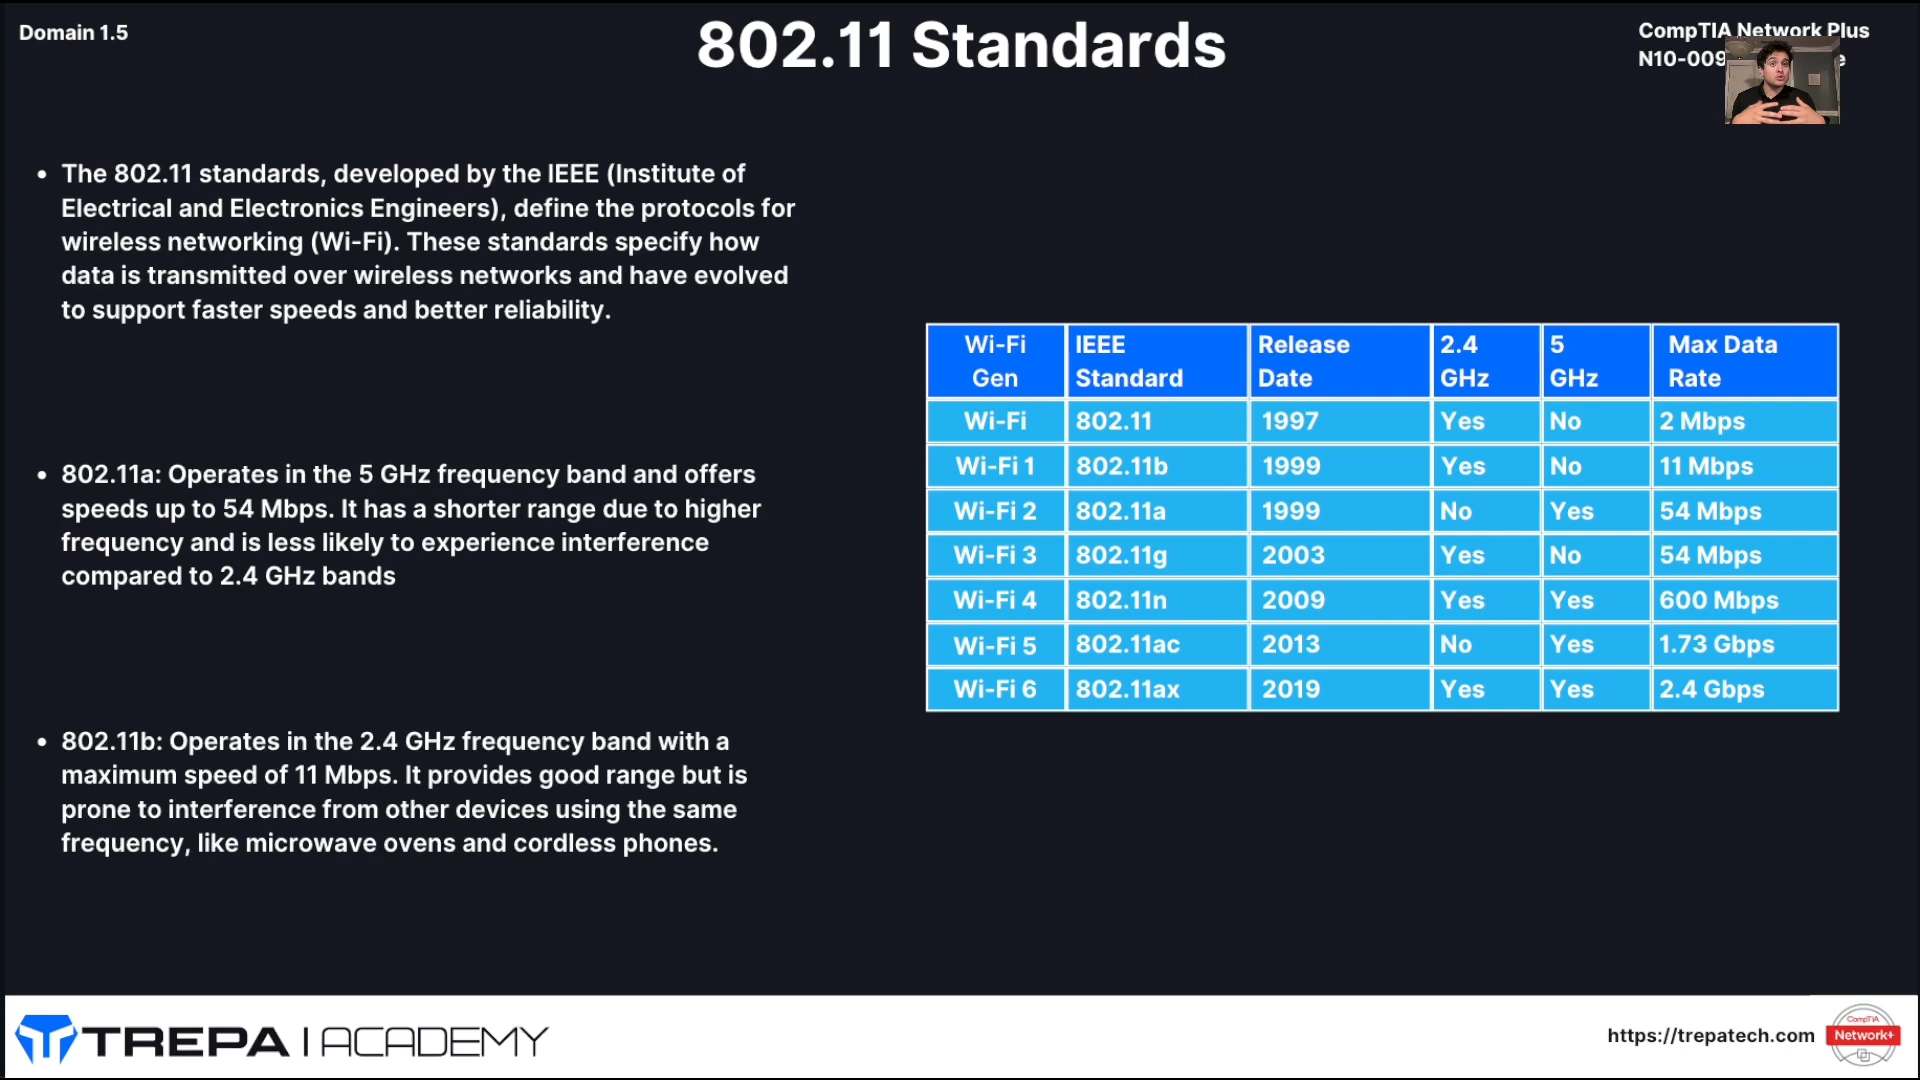 Domain 1.5
802.11 Standards
CompTIA Network Plus
N10-009
• The 802.11 standards, developed by the IEEE (Institute of
Electrical and Electronics Engineers), define the protocols for
wireless networking (Wi-Fi). These standards specify how
data is transmitted over wireless networks and have evolved
to support faster speeds and better reliability.
• 802.11a: Operates in the 5 GHz frequency band and offers
speeds up to 54 Mbps. It has a shorter range due to higher
frequency and is less likely to experience interference
compared to 2.4 GHz bands
• 802.11b: Operates in the 2.4 GHz frequency band with a
maximum speed of 11 Mbps. It provides good range but is
prone to interference from other devices using the same
frequency, like microwave ovens and cordless phones.
Wi-Fi Gen IEEE Standard Release Date 2.4 GHz 5 GHz Max Data Rate
Wi-Fi 802.11 1997 Yes No 2 Mbps
Wi-Fi 1 802.11b 1999 Yes No 11 Mbps
Wi-Fi 2 802.11a 1999 No Yes 54 Mbps
Wi-Fi 3 802.11g 2003 Yes No 54 Mbps
Wi-Fi 4 802.11n 2009 Yes Yes 600 Mbps
Wi-Fi 5 802.11ac 2013 No Yes 1.73 Gbps
Wi-Fi 6 802.11ax 2019 Yes Yes 2.4 Gbps
TREPA | ACADEMY
https://trepatech.com
CompTIA
Network+